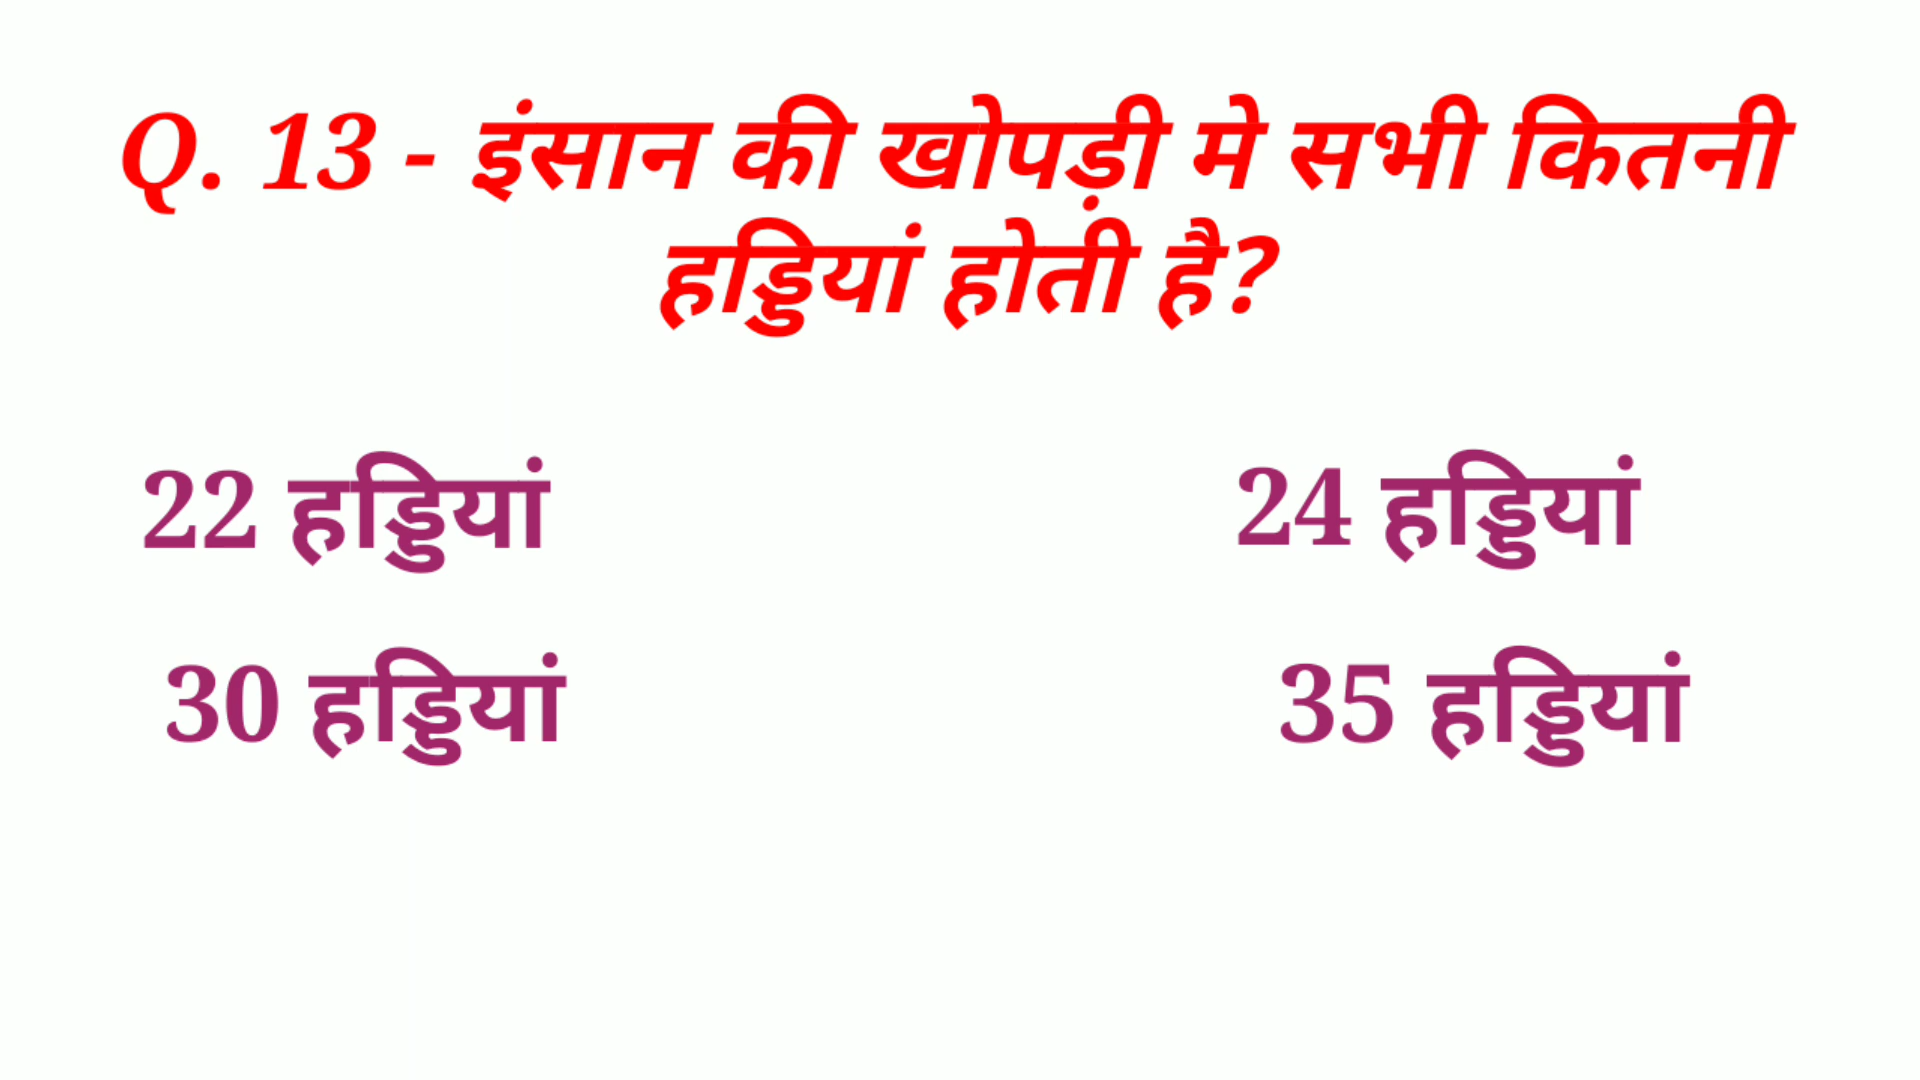 Q. 13 - इंसान की खोपड़ी मे सभी कितनी
हड्डियां होती है?
22 हड्डियां 24 हड्डियां
30 हड्डियां 35 हड्डियां